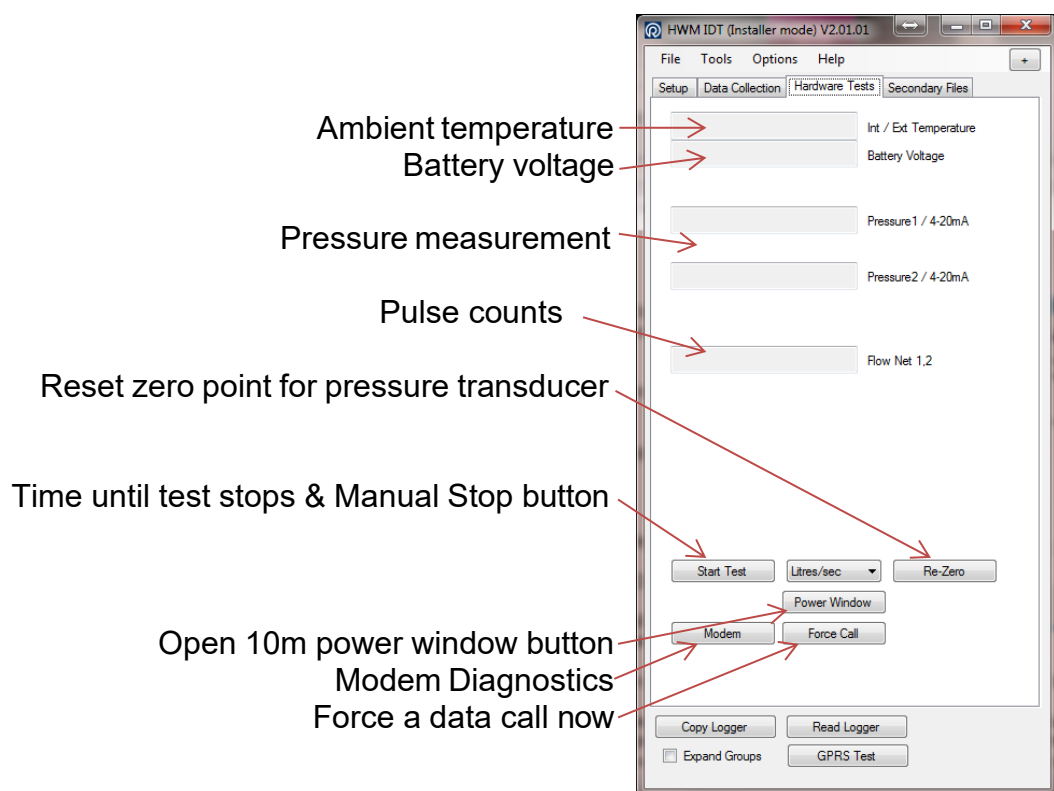 HWM IDT (Installer mode) V2.01.01
File Tools Options Help +
Setup Data Collection Hardware Tests Secondary Files
Ambient temperature
Int / Ext Temperature
Battery voltage
Battery Voltage
Pressure measurement
Pressure1 / 4-20mA
Pressure2 / 4-20mA
Pulse counts
Flow Net 1,2
Reset zero point for pressure transducer
Time until test stops & Manual Stop button
Start Test Litres/sec Re-Zero
Power Window
Open 10m power window button
Modem Force Call
Modem Diagnostics
Force a data call now
Copy Logger Read Logger
Expand Groups GPRS Test